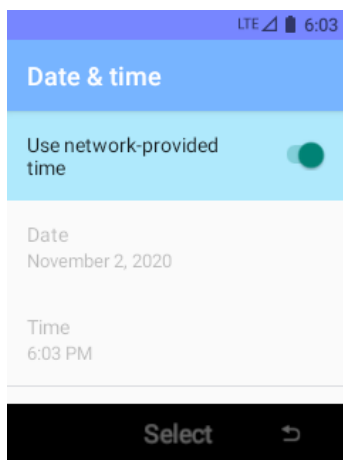 LTE 6:03
Date & time
Use network-provided
time
Date
November 2, 2020
Time
6:03 PM
Select